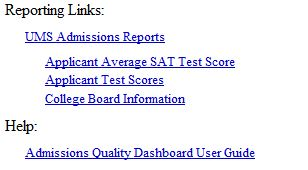 Reporting Links:
UMS Admissions Reports
Applicant Average SAT Test Score
Applicant Test Scores
College Board Information
Help:
Admissions Quality Dashboard User Guide